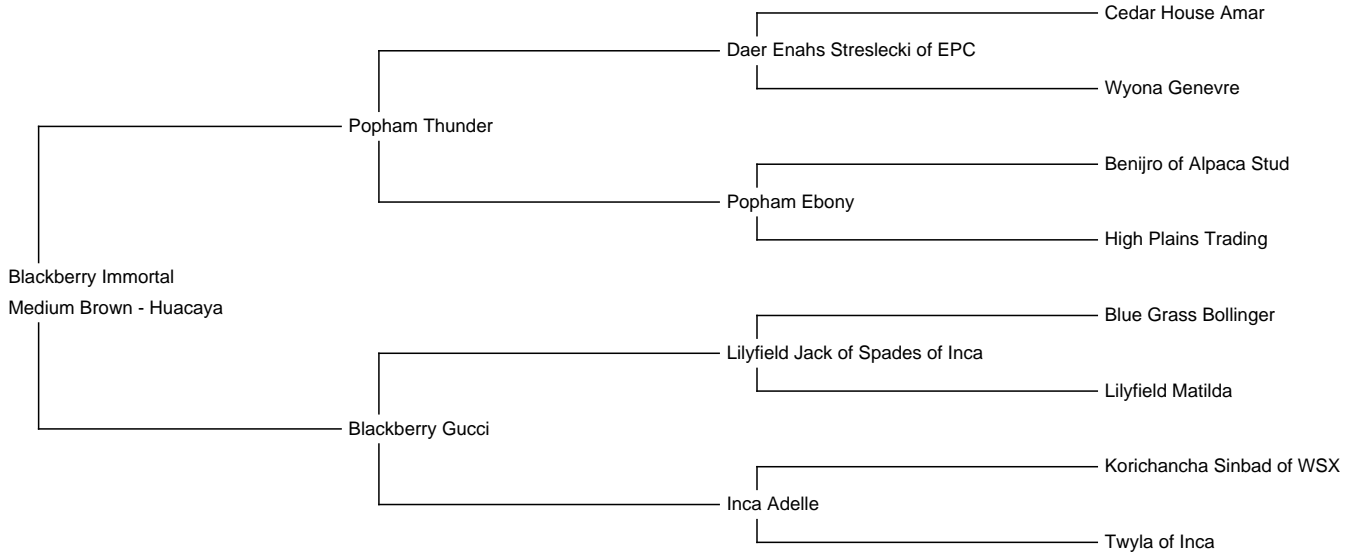 Cedar House Amar
Daer Enahs Streslecki of EPC
Wyona Genevre
Popham Thunder
Benijro of Alpaca Stud
Popham Ebony
High Plains Trading
Blackberry Immortal
Medium Brown - Huacaya
Blue Grass Bollinger
Lilyfield Jack of Spades of Inca
Lilyfield Matilda
Blackberry Gucci
Korichancha Sinbad of WSX
Inca Adelle
Twyla of Inca